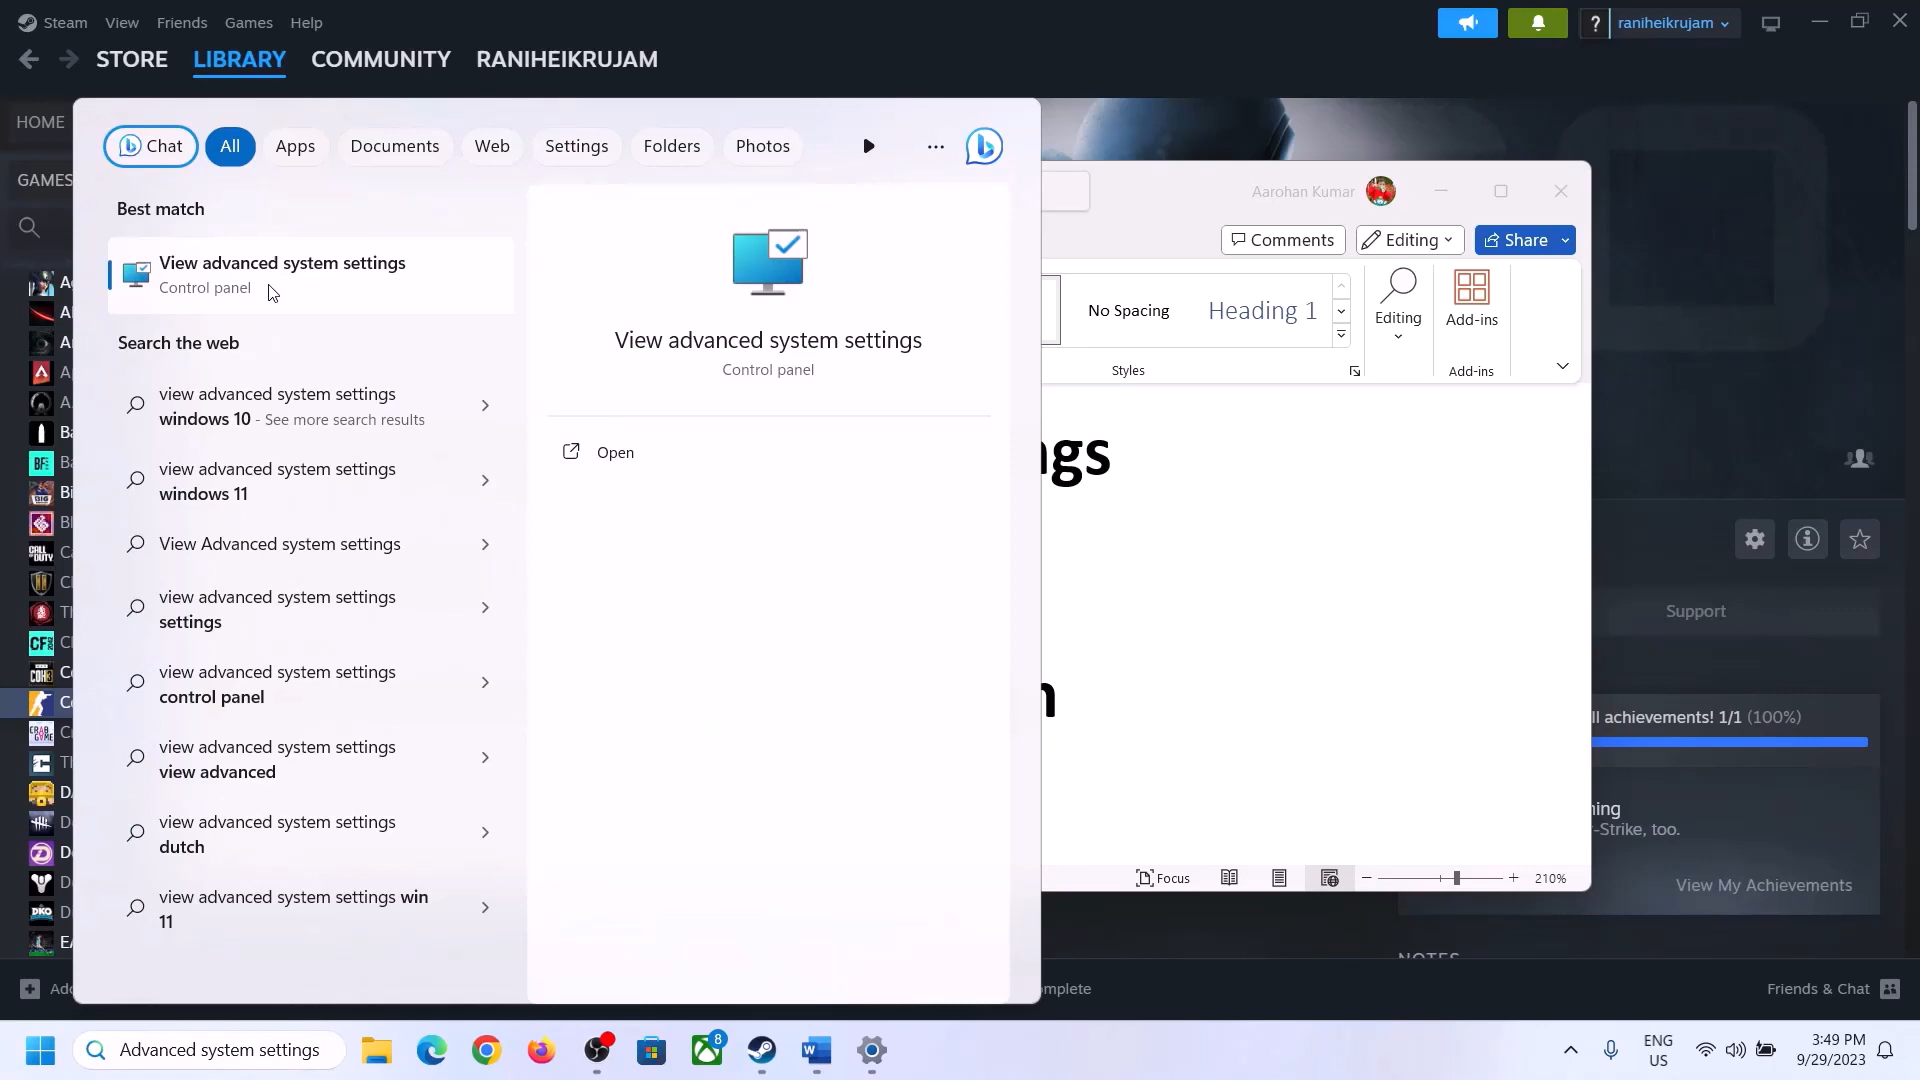 Steam View Friends Games Help
raniheikrujam
STORE LIBRARY COMMUNITY RANIHEIKRUJAM
HOME
GAMES
Chat All Apps Documents Web Settings Folders Photos
Best match
View advanced system settings
Control panel
Search the web
view advanced system settings
windows 10 - See more search results
view advanced system settings
windows 11
View Advanced system settings
view advanced system settings
settings
view advanced system settings
control panel
view advanced system settings
view advanced
view advanced system settings
dutch
view advanced system settings win
11
View advanced system settings
Control panel
Open
Aarohan Kumar
Comments Editing Share
No Spacing Heading 1
Editing
Add-ins
Styles
Add-ins
ngs
n
Focus
210%
Support
ll achievements! 1/1 (100%)
ning
-Strike, too.
View My Achievements
NOTES
Add
mplete
Friends & Chat
Advanced system settings
8
ENG
US
3:49 PM
9/29/2023